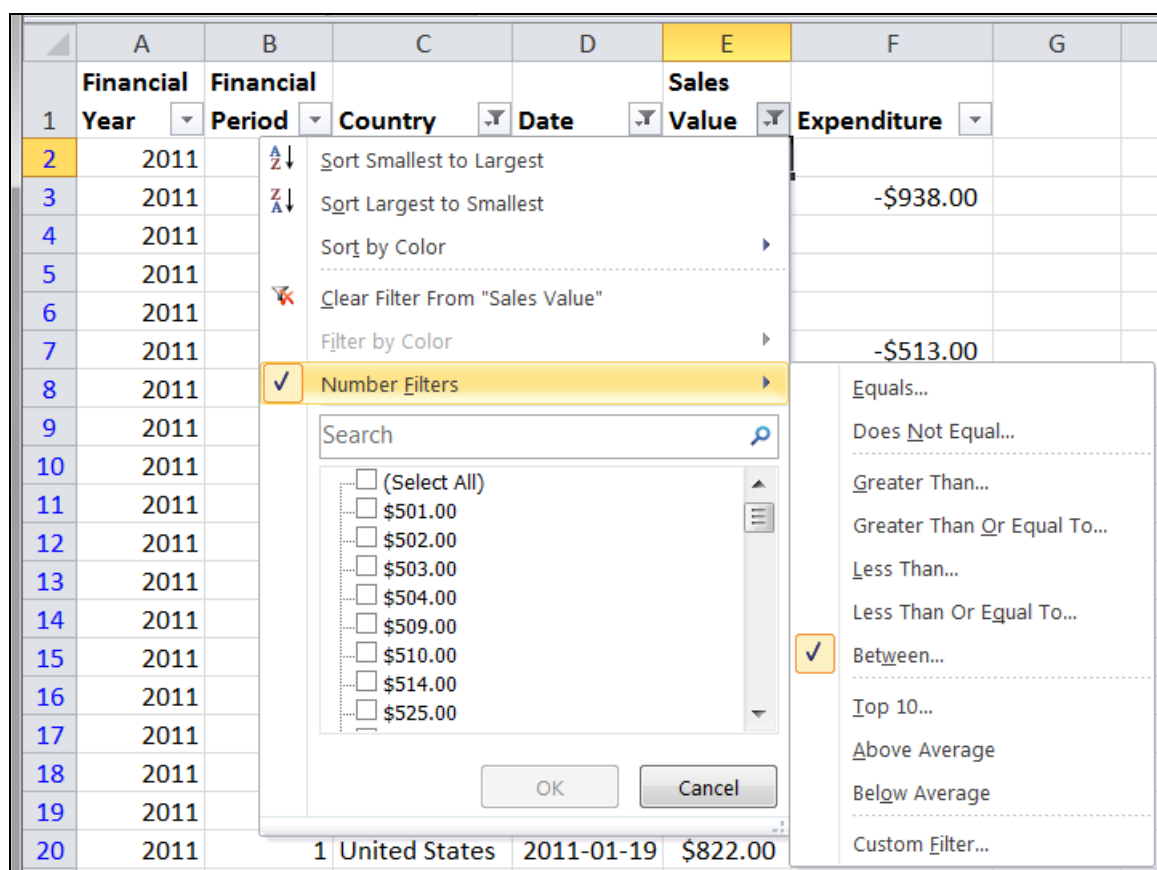 A B C D E F G
Financial Financial Sales
1 Year Period Country Date Value Expenditure
2 2011
3 2011 -$938.00
4 2011
5 2011
6 2011
7 2011 -$513.00
8 2011
9 2011
10 2011
11 2011
12 2011
13 2011
14 2011
15 2011
16 2011
17 2011
18 2011
19 2011
20 2011 1 United States 2011-01-19 $822.00
Sort Smallest to Largest
Sort Largest to Smallest
Sort by Color
Clear Filter From "Sales Value"
Filter by Color
Number Filters
Search
(Select All)
$501.00
$502.00
$503.00
$504.00
$509.00
$510.00
$514.00
$525.00
OK Cancel
Equals...
Does Not Equal...
Greater Than...
Greater Than Or Equal To...
Less Than...
Less Than Or Equal To...
Between...
Top 10...
Above Average
Below Average
Custom Filter...